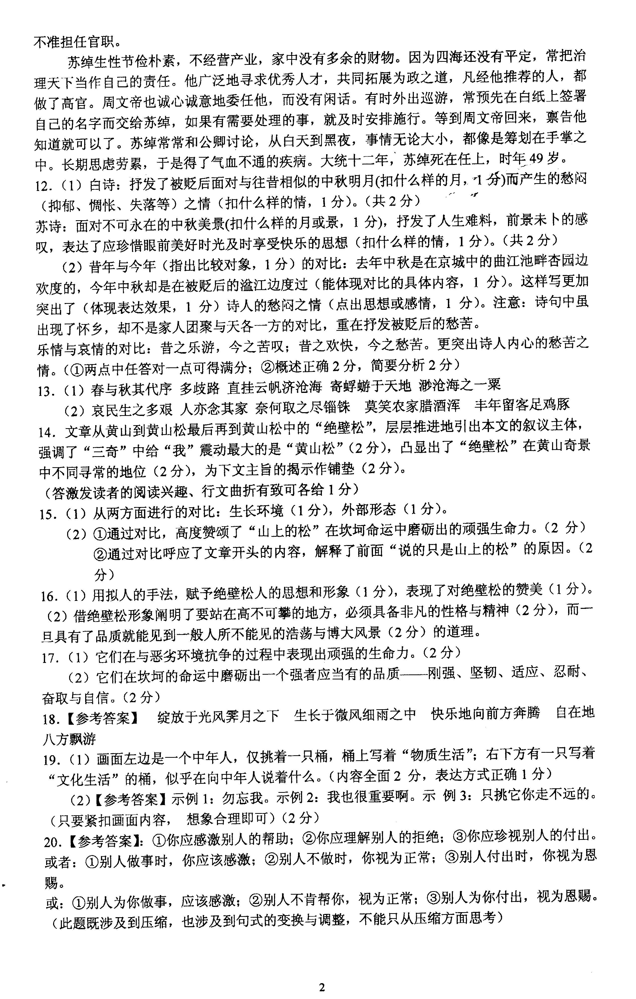 不准担任官职。
苏绰生性节俭朴素，不经营产业，家中没有多余的财物。因为四海还没有平定，常把治
理天下当作自己的责任。他广泛地寻求优秀人才，共同拓展为政之道，凡经他推荐的人，都
做了高官。周文帝也诚心诚意地委任他，而没有闲话。有时外出巡游，常预先在白纸上签署
自己的名字而交给苏绰，如果有需要处理的事，就及时安排施行。等到周文帝回来，禀告他
知道就可以了。苏绰常常和公卿讨论，从白天到黑夜，事情无论大小，都像是筹划在手掌之
中。长期思虑劳累，于是得了气血不通的疾病。大统十二年，苏绰死在任上，时年 49 岁。
12.（1）白诗：抒发了被贬后面对与往昔相似的中秋明月(扣什么样的月，1 分)而产生的愁闷
（抑郁、惆怅、失落等）之情（扣什么样的情，1 分）。（共 2 分）
苏诗：面对不可永在的中秋美景(扣什么样的月或景，1 分)，抒发了人生难料，前景未卜的感
叹，表达了应珍惜眼前美好时光及时享受快乐的思想（扣什么样的情，1 分）。（共 2 分）
（2）昔年与今年（指出比较对象，1 分）的对比：去年中秋是在京城中的曲江池畔杏园边
欢度的，今年中秋却是在被贬后的湓江边度过（能体现对比的具体内容，1 分）。这样写更加
突出了（体现表达效果，1 分）诗人的愁闷之情（点出思想或感情，1 分）。注意：诗句中虽
出现了怀乡，却不是家人团聚与天各一方的对比，重在抒发被贬后的愁苦。
乐情与哀情的对比：昔之乐游，今之苦叹；昔之欢快，今之愁苦。更突出诗人内心的愁苦之
情。（①两点中任答对一点可得满分；②概述正确 2 分，简要分析 2 分）
13.（1）春与秋其代序 多歧路 直挂云帆济沧海 寄蜉蝣于天地 渺沧海之一粟
（2）哀民生之多艰 人亦念其家 奈何取之尽锱铢 莫笑农家腊酒浑 丰年留客足鸡豚
14. 文章从黄山到黄山松最后再到黄山松中的“绝壁松”，层层推进地引出本文的叙议主体，
强调了“三奇”中给“我”震动最大的是“黄山松”（2 分），凸显出了“绝壁松”在黄山奇景
中不同寻常的地位（2 分），为下文主旨的揭示作铺垫（2 分）。
（答激发读者的阅读兴趣、行文曲折有致可各给 1 分）
15.（1）从两方面进行的对比：生长环境（1 分），外部形态（1 分）。
（2）①通过对比，高度赞颂了“山上的松”在坎坷命运中磨砺出的顽强生命力。（2 分）
②通过对比呼应了文章开头的内容，解释了前面“说的只是山上的松”的原因。（2
分）
16.（1）用拟人的手法，赋予绝壁松人的思想和形象（1 分），表现了对绝壁松的赞美（1 分）。
（2）借绝壁松形象阐明了要站在高不可攀的地方，必须具备非凡的性格与精神（2 分），而一
旦具有了品质就能见到一般人所不能见的浩荡与博大风景（2 分）的道理。
17.（1）它们在与恶劣环境抗争的过程中表现出顽强的生命力。（2 分）
（2）它们在坎坷的命运中磨砺出一个强者应当有的品质——刚强、坚韧、适应、忍耐、
奋取与自信。（2 分）
18.【参考答案】 绽放于光风霁月之下 生长于微风细雨之中 快乐地向前方奔腾 自在地
八方飘游
19.（1）画面左边是一个中年人，仅挑着一只桶，桶上写着“物质生活”；右下方有一只写着
“文化生活”的桶，似乎在向中年人说着什么。（内容全面 2 分，表达方式正确 1 分）
（2）【参考答案】示例 1：勿忘我。示例 2：我也很重要啊。示 例 3：只挑它你走不远的。
（只要紧扣画面内容， 想象合理即可）（2 分）
20.【参考答案】：①你应感激别人的帮助；②你应理解别人的拒绝；③你应珍视别人的付出。
或者：①别人做事时，你应该感激；②别人不做时，你视为正常；③别人付出时，你视为恩
赐。
或：①别人为你做事，应该感激；②别人不肯帮你，视为正常；③别人为你付出，视为恩赐。
（此题既涉及到压缩，也涉及到句式的变换与调整，不能只从压缩方面思考）
2